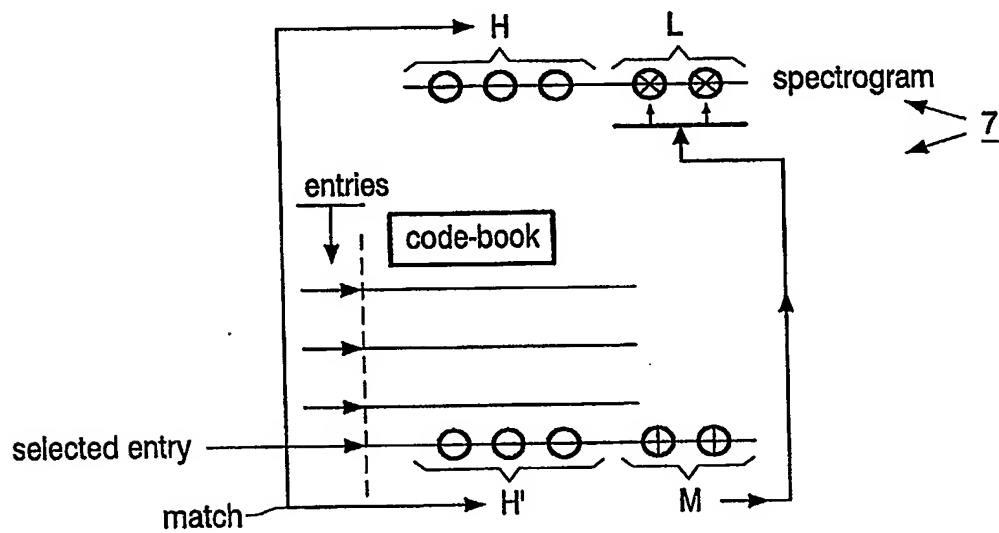 H
L
spectrogram
7
entries
code-book
selected entry
H'
M
match